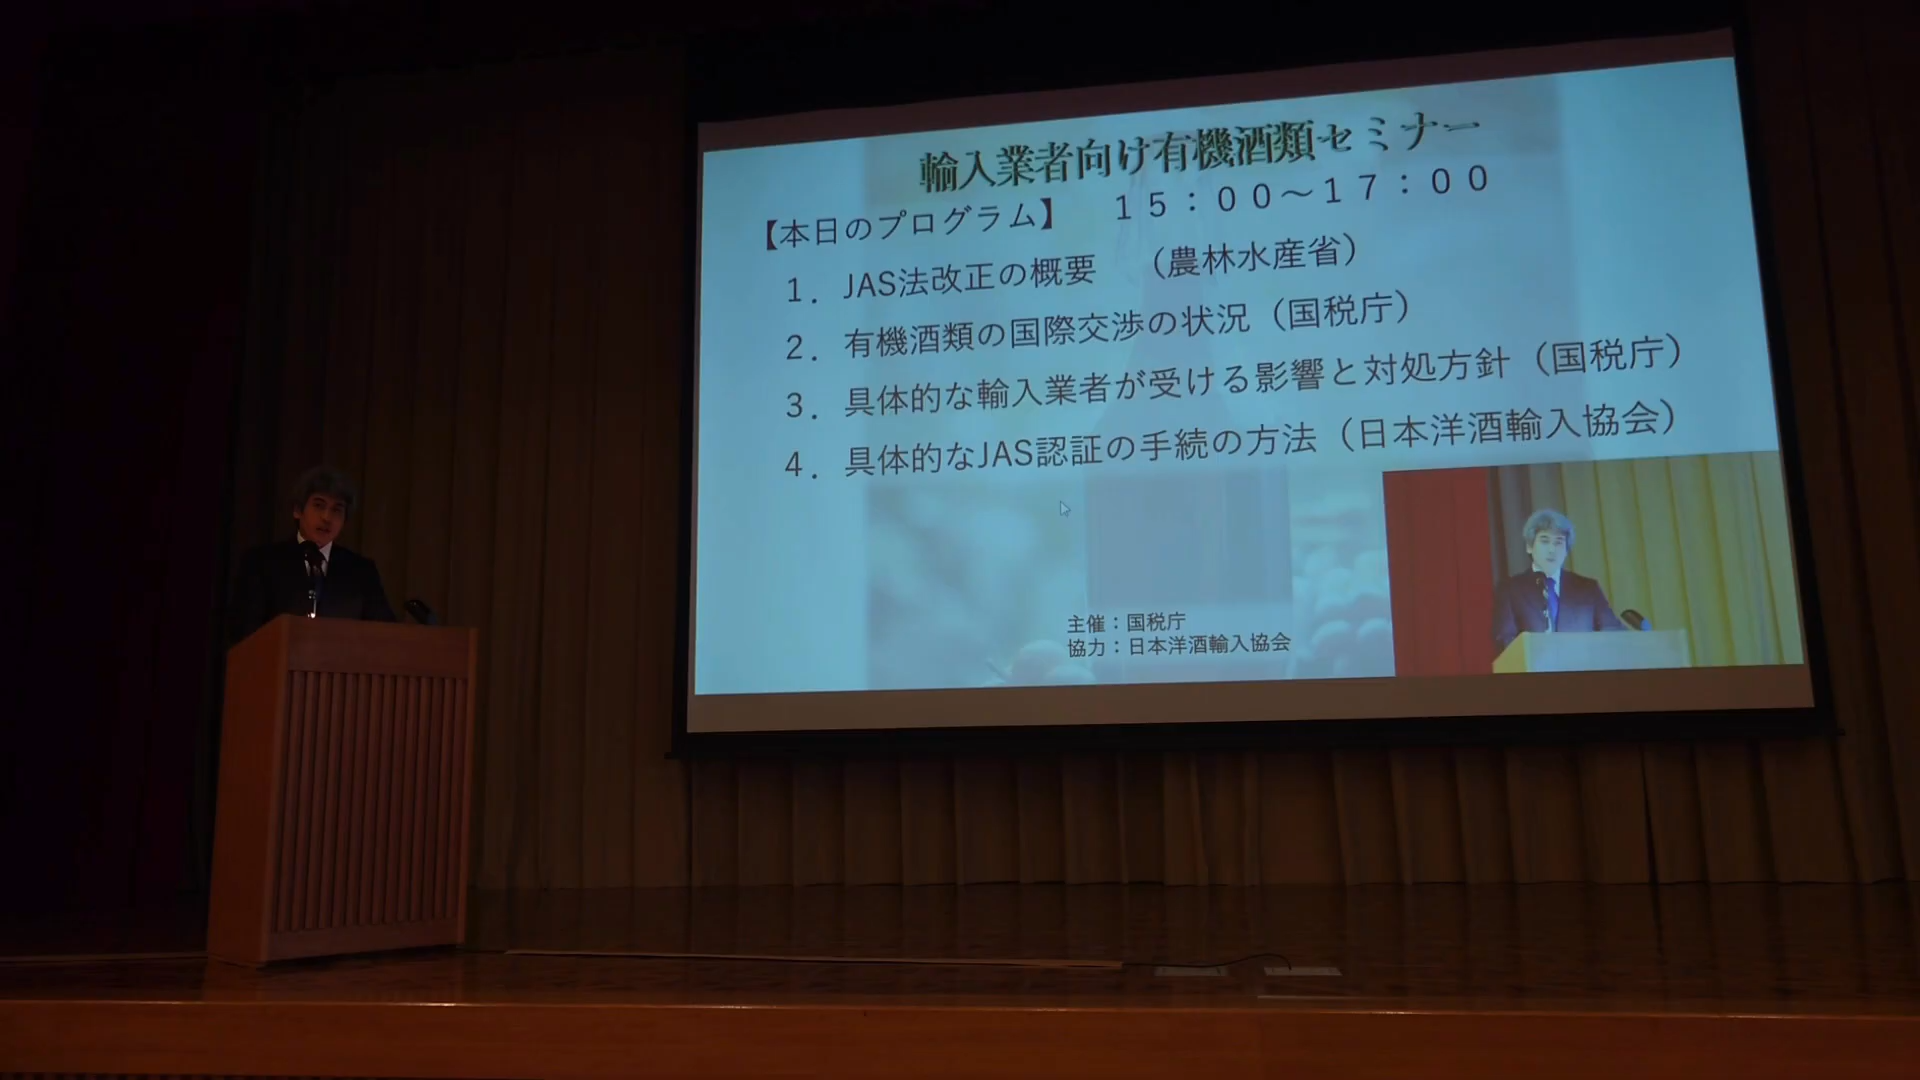 輸入業者向け有機酒類セミナー
【本日のプログラム】 １５：００～１７：００
１．JAS法改正の概要 （農林水産省）
２．有機酒類の国際交渉の状況（国税庁）
３．具体的な輸入業者が受ける影響と対処方針（国税庁）
４．具体的なJAS認証の手続の方法（日本洋酒輸入協会）
主催：国税庁
協力：日本洋酒輸入協会